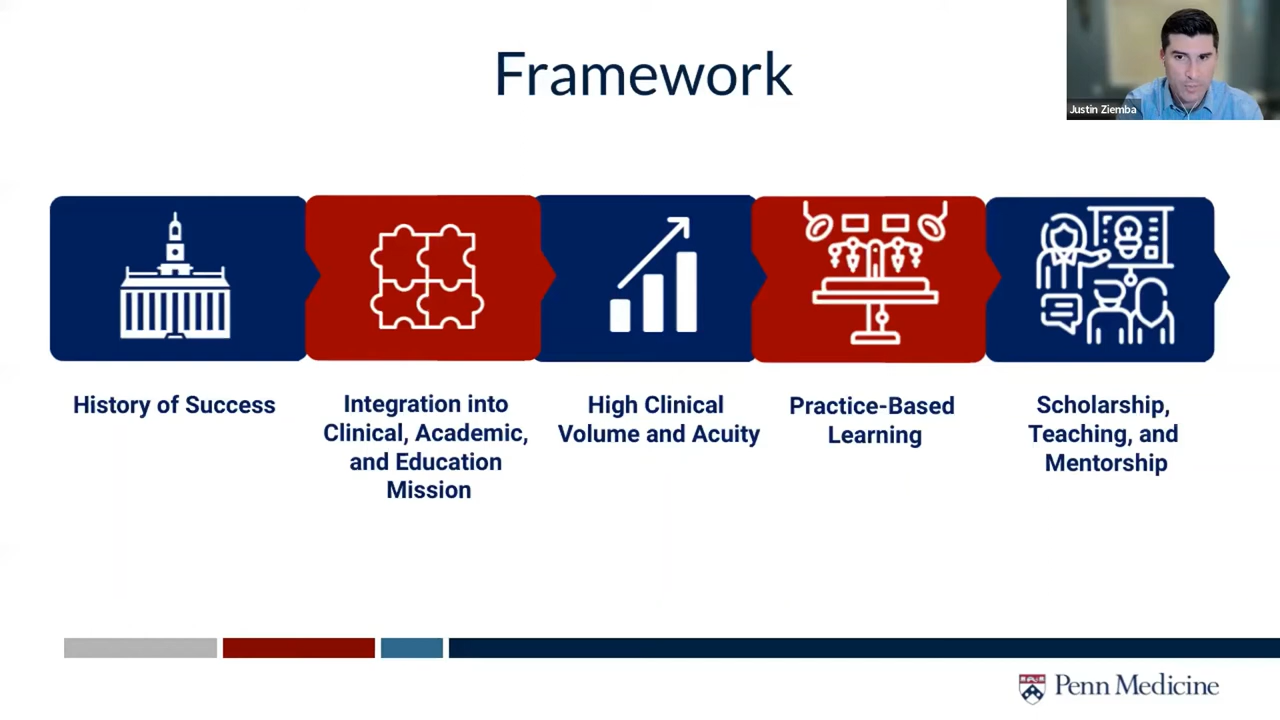 Framework
Justin Ziemba
History of Success
Integration into
Clinical, Academic,
and Education
Mission
High Clinical
Volume and Acuity
Practice-Based
Learning
Scholarship,
Teaching, and
Mentorship
Penn Medicine